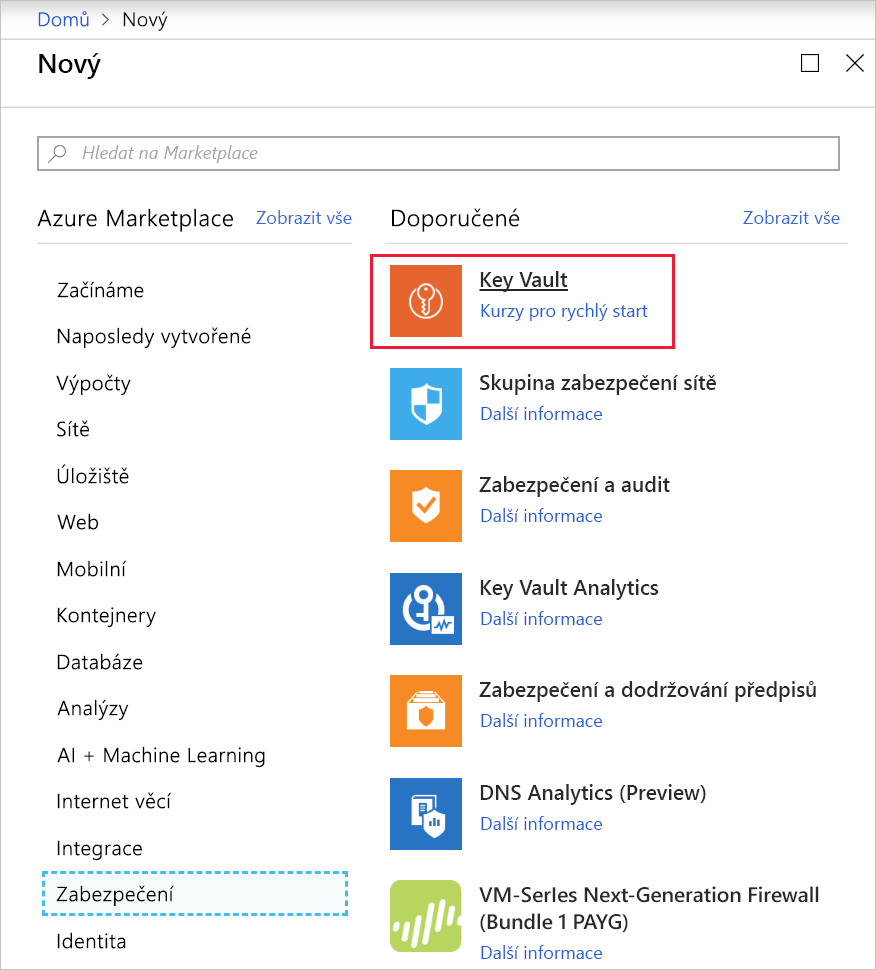 Domů > Nový
Nový
Hledat na Marketplace
Azure Marketplace
Zobrazit vše
Začínáme
Naposledy vytvořené
Výpočty
Sítě
Úložiště
Web
Mobilní
Kontejnery
Databáze
Analýzy
AI + Machine Learning
Internet věcí
Integrace
Zabezpečení
Identita
Doporučené
Zobrazit vše
Key Vault
Kurzy pro rychlý start
Skupina zabezpečení sítě
Další informace
Zabezpečení a audit
Další informace
Key Vault Analytics
Další informace
Zabezpečení a dodržování předpisů
Další informace
DNS Analytics (Preview)
Další informace
VM-Serles Next-Generation Firewall
(Bundle 1 PAYG)
Další informace